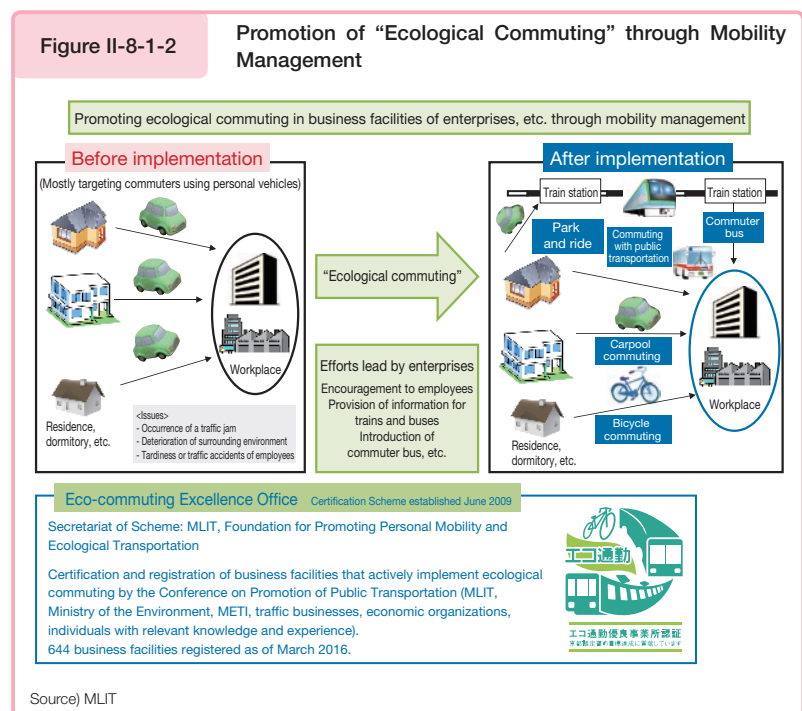 Figure II-8-1-2
Promotion of “Ecological Commuting” through Mobility
Management
Promoting ecological commuting in business facilities of enterprises, etc. through mobility management
Before implementation
(Mostly targeting commuters using personal vehicles)
Workplace
Residence,
dormitory, etc.
<Issues>
- Occurrence of a traffic jam
- Deterioration of surrounding environment
- Tardiness or traffic accidents of employees
“Ecological commuting”
Efforts lead by enterprises
Encouragement to employees
Provision of information for
trains and buses
Introduction of
commuter bus, etc.
After implementation
Train station
Train station
Park
and ride
Commuting
with public
transportation
Commuter
bus
Carpool
commuting
Workplace
Bicycle
commuting
Residence,
dormitory, etc.
Eco-commuting Excellence Office Certification Scheme established June 2009
Secretariat of Scheme: MLIT, Foundation for Promoting Personal Mobility and
Ecological Transportation
Certification and registration of business facilities that actively implement ecological
commuting by the Conference on Promotion of Public Transportation (MLIT,
Ministry of the Environment, METI, traffic businesses, economic organizations,
individuals with relevant knowledge and experience).
644 business facilities registered as of March 2016.
エコ通勤
エコ通勤優良事業所認証
Source) MLIT